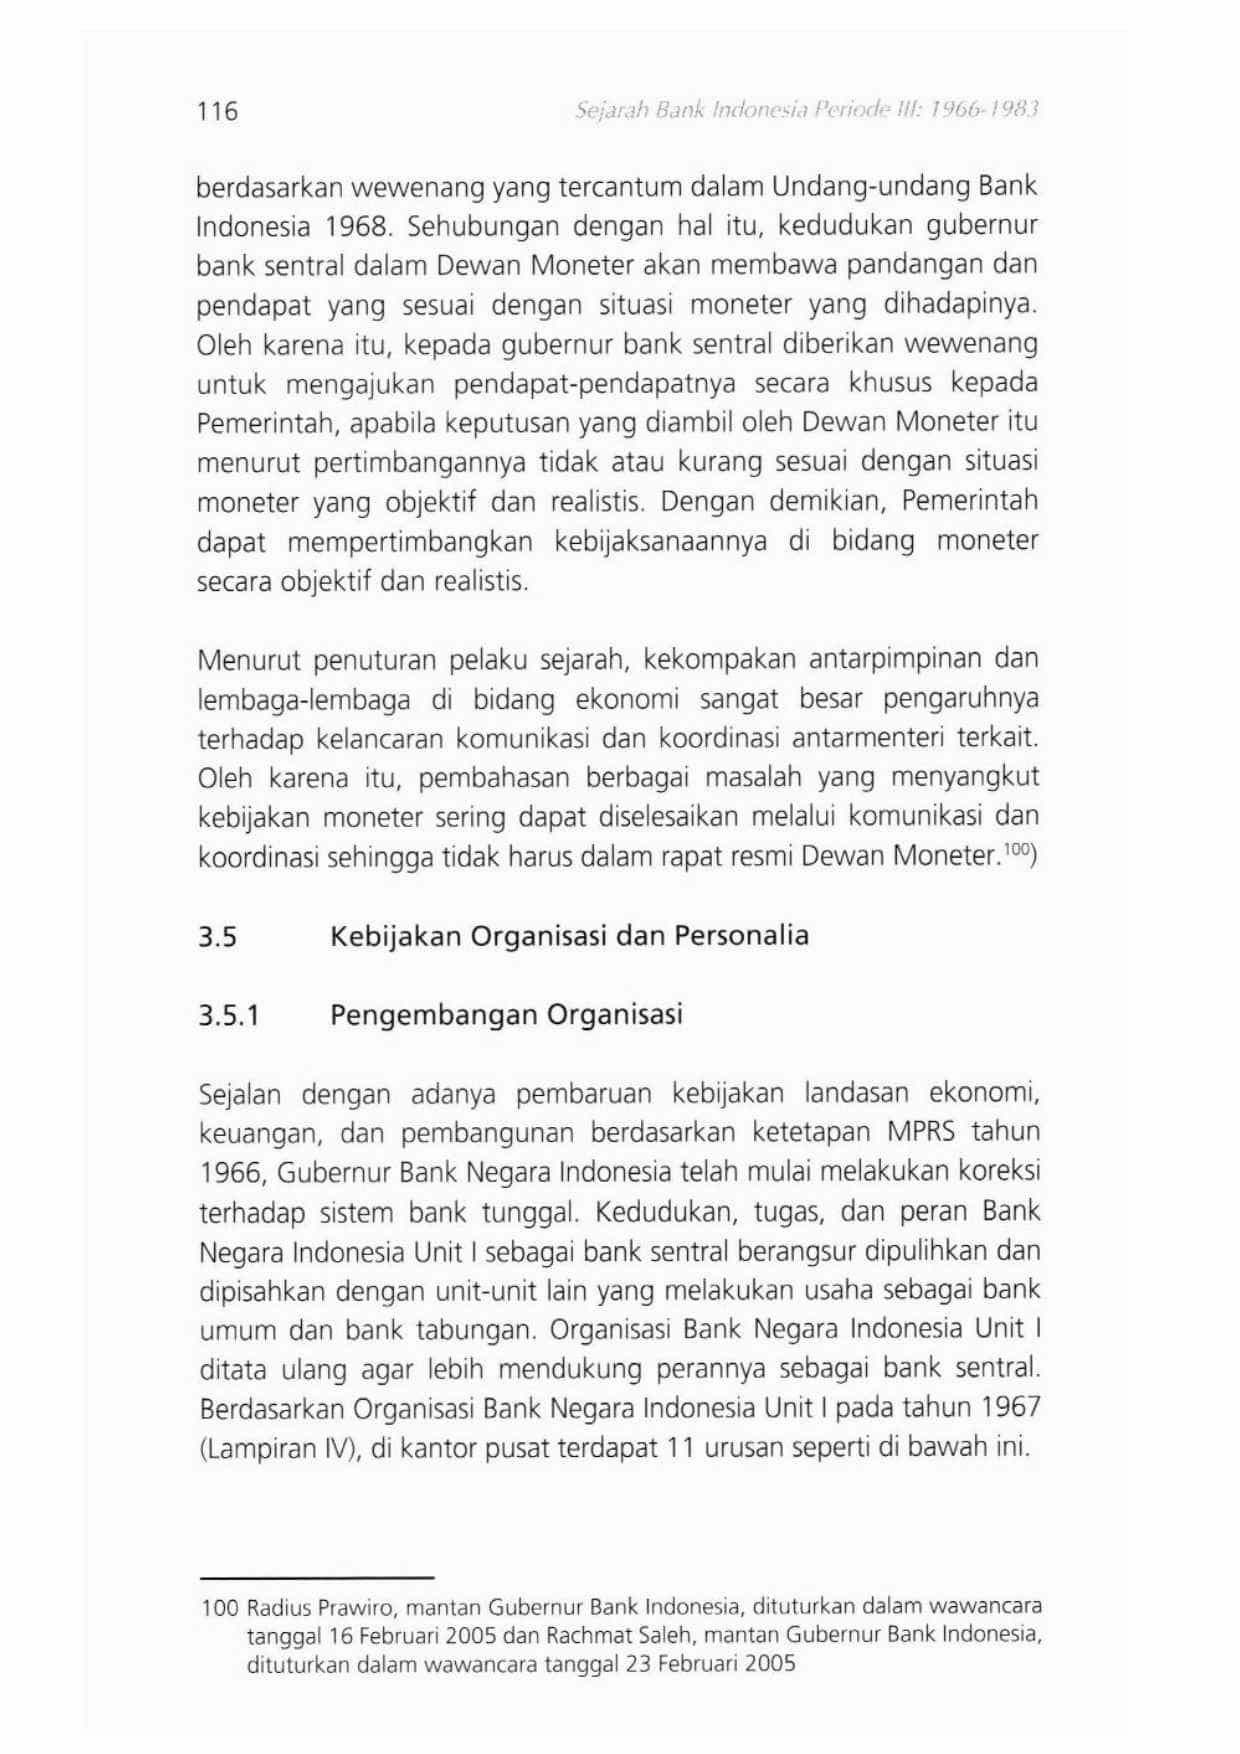 116
Sejarah Bank Indonesia Periode III: 1966-1983
berdasarkan wewenang yang tercantum dalam Undang-undang Bank
Indonesia 1968. Sehubungan dengan hal itu, kedudukan gubernur
bank sentral dalam Dewan Moneter akan membawa pandangan dan
pendapat yang sesuai dengan situasi moneter yang dihadapinya.
Oleh karena itu, kepada gubernur bank sentral diberikan wewenang
untuk mengajukan pendapat-pendapatnya secara khusus kepada
Pemerintah, apabila keputusan yang diambil oleh Dewan Moneter itu
menurut pertimbangannya tidak atau kurang sesuai dengan situasi
moneter yang objektif dan realistis. Dengan demikian, Pemerintah
dapat mempertimbangkan kebijaksanaannya di bidang moneter
secara objektif dan realistis.
Menurut penuturan pelaku sejarah, kekompakan antarpimpinan dan
lembaga-lembaga di bidang ekonomi sangat besar pengaruhnya
terhadap kelancaran komunikasi dan koordinasi antarmenteri terkait.
Oleh karena itu, pembahasan berbagai masalah yang menyangkut
kebijakan moneter sering dapat diselesaikan melalui komunikasi dan
koordinasi sehingga tidak harus dalam rapat resmi Dewan Moneter.¹⁰⁰)
3.5 Kebijakan Organisasi dan Personalia
3.5.1 Pengembangan Organisasi
Sejalan dengan adanya pembaruan kebijakan landasan ekonomi,
keuangan, dan pembangunan berdasarkan ketetapan MPRS tahun
1966, Gubernur Bank Negara Indonesia telah mulai melakukan koreksi
terhadap sistem bank tunggal. Kedudukan, tugas, dan peran Bank
Negara Indonesia Unit I sebagai bank sentral berangsur dipulihkan dan
dipisahkan dengan unit-unit lain yang melakukan usaha sebagai bank
umum dan bank tabungan. Organisasi Bank Negara Indonesia Unit I
ditata ulang agar lebih mendukung perannya sebagai bank sentral.
Berdasarkan Organisasi Bank Negara Indonesia Unit I pada tahun 1967
(Lampiran IV), di kantor pusat terdapat 11 urusan seperti di bawah ini.
100 Radius Prawiro, mantan Gubernur Bank Indonesia, dituturkan dalam wawancara
tanggal 16 Februari 2005 dan Rachmat Saleh, mantan Gubernur Bank Indonesia,
dituturkan dalam wawancara tanggal 23 Februari 2005